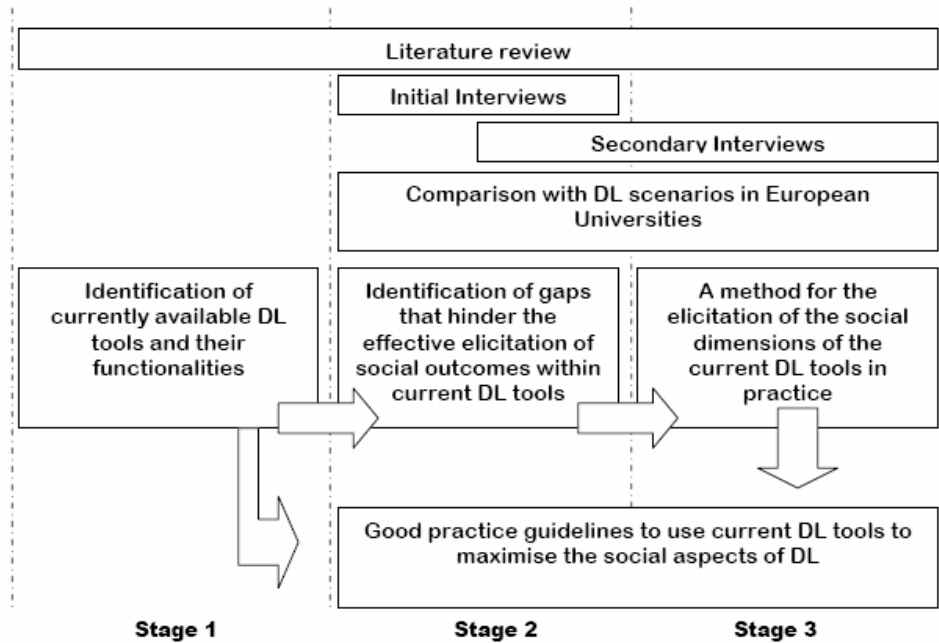 Literature review
Initial Interviews
Secondary Interviews
Comparison with DL scenarios in European
Universities
Identification of
currently available DL
tools and their
functionalities
Identification of gaps
that hinder the
effective elicitation of
social outcomes within
current DL tools
A method for the
elicitation of the social
dimensions of the
current DL tools in
practice
Good practice guidelines to use current DL tools to
maximise the social aspects of DL
Stage 1
Stage 2
Stage 3